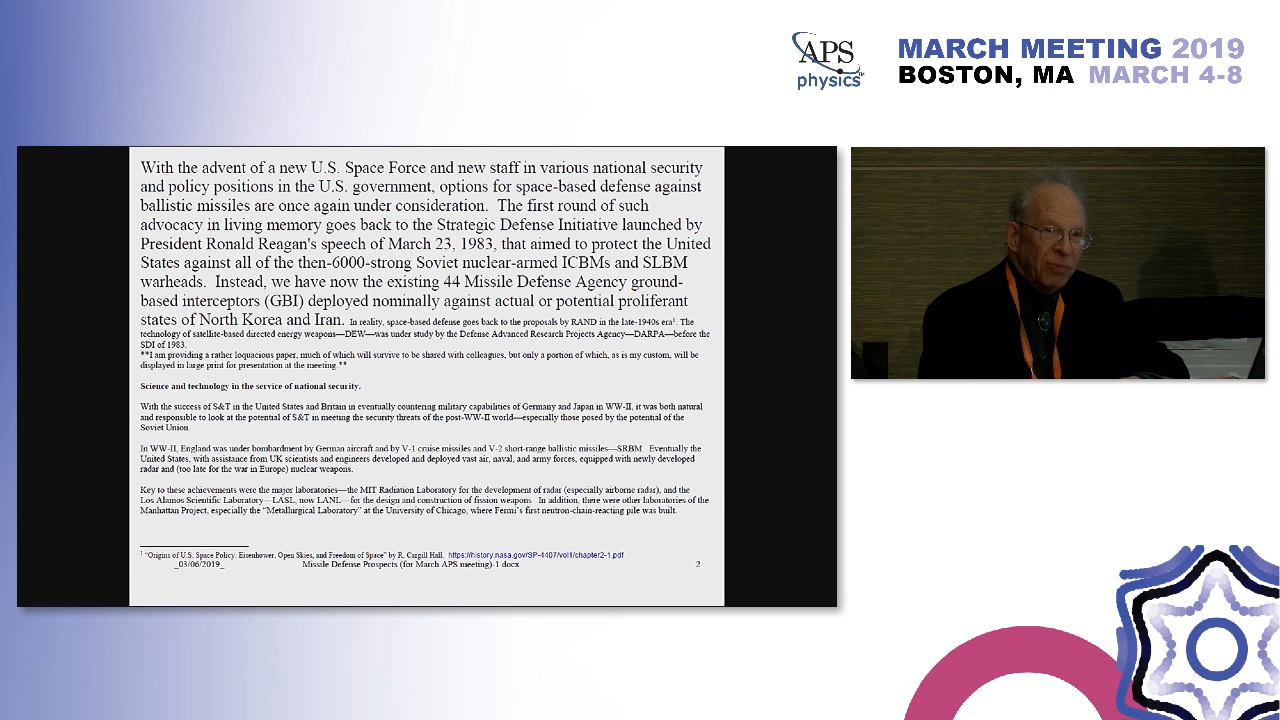 APS
physics™
MARCH MEETING 2019
BOSTON, MA MARCH 4-8
With the advent of a new U.S. Space Force and new staff in various national security
and policy positions in the U.S. government, options for space-based defense against
ballistic missiles are once again under consideration. The first round of such
advocacy in living memory goes back to the Strategic Defense Initiative launched by
President Ronald Reagan's speech of March 23, 1983, that aimed to protect the United
States against all of the then-6000-strong Soviet nuclear-armed ICBMs and SLBM
warheads. Instead, we have now the existing 44 Missile Defense Agency ground-
based interceptors (GBI) deployed nominally against actual or potential proliferant
states of North Korea and Iran. In reality, space-based defense goes back to the proposals by RAND in the late-1940s era¹. The
technology of satellite-based directed energy weapons—DEW—was under study by the Defense Advanced Research Projects Agency—DARPA—before the
SDI of 1983.
**I am providing a rather loquacious paper, much of which will survive to be shared with colleagues, but only a portion of which, as is my custom, will be
displayed in large print for presentation at the meeting.**
Science and technology in the service of national security.
With the success of S&T in the United States and Britain in eventually countering military capabilities of Germany and Japan in WW-II, it was both natural
and responsible to look at the potential of S&T in meeting the security threats of the post-WW-II world—especially those posed by the potential of the
Soviet Union.
In WW-II, England was under bombardment by German aircraft and by V-1 cruise missiles and V-2 short-range ballistic missiles—SRBM. Eventually the
United States, with assistance from UK scientists and engineers developed and deployed vast air, naval, and army forces, equipped with newly developed
radar and (too late for the war in Europe) nuclear weapons.
Key to these achievements were the major laboratories—the MIT Radiation Laboratory for the development of radar (especially airborne radar), and the
Los Alamos Scientific Laboratory—LASL, now LANL—for the design and construction of fission weapons. In addition, there were other laboratories of the
Manhattan Project, especially the “Metallurgical Laboratory” at the University of Chicago, where Fermi’s first neutron-chain-reacting pile was built.
¹ “Origins of U.S. Space Policy: Eisenhower, Open Skies, and Freedom of Space” by R. Cargill Hall. https://history.nasa.gov/SP-4407/vol1/chapter2-1.pdf
_03/06/2019_ Missile Defense Prospects (for March APS meeting)-1.docx 2